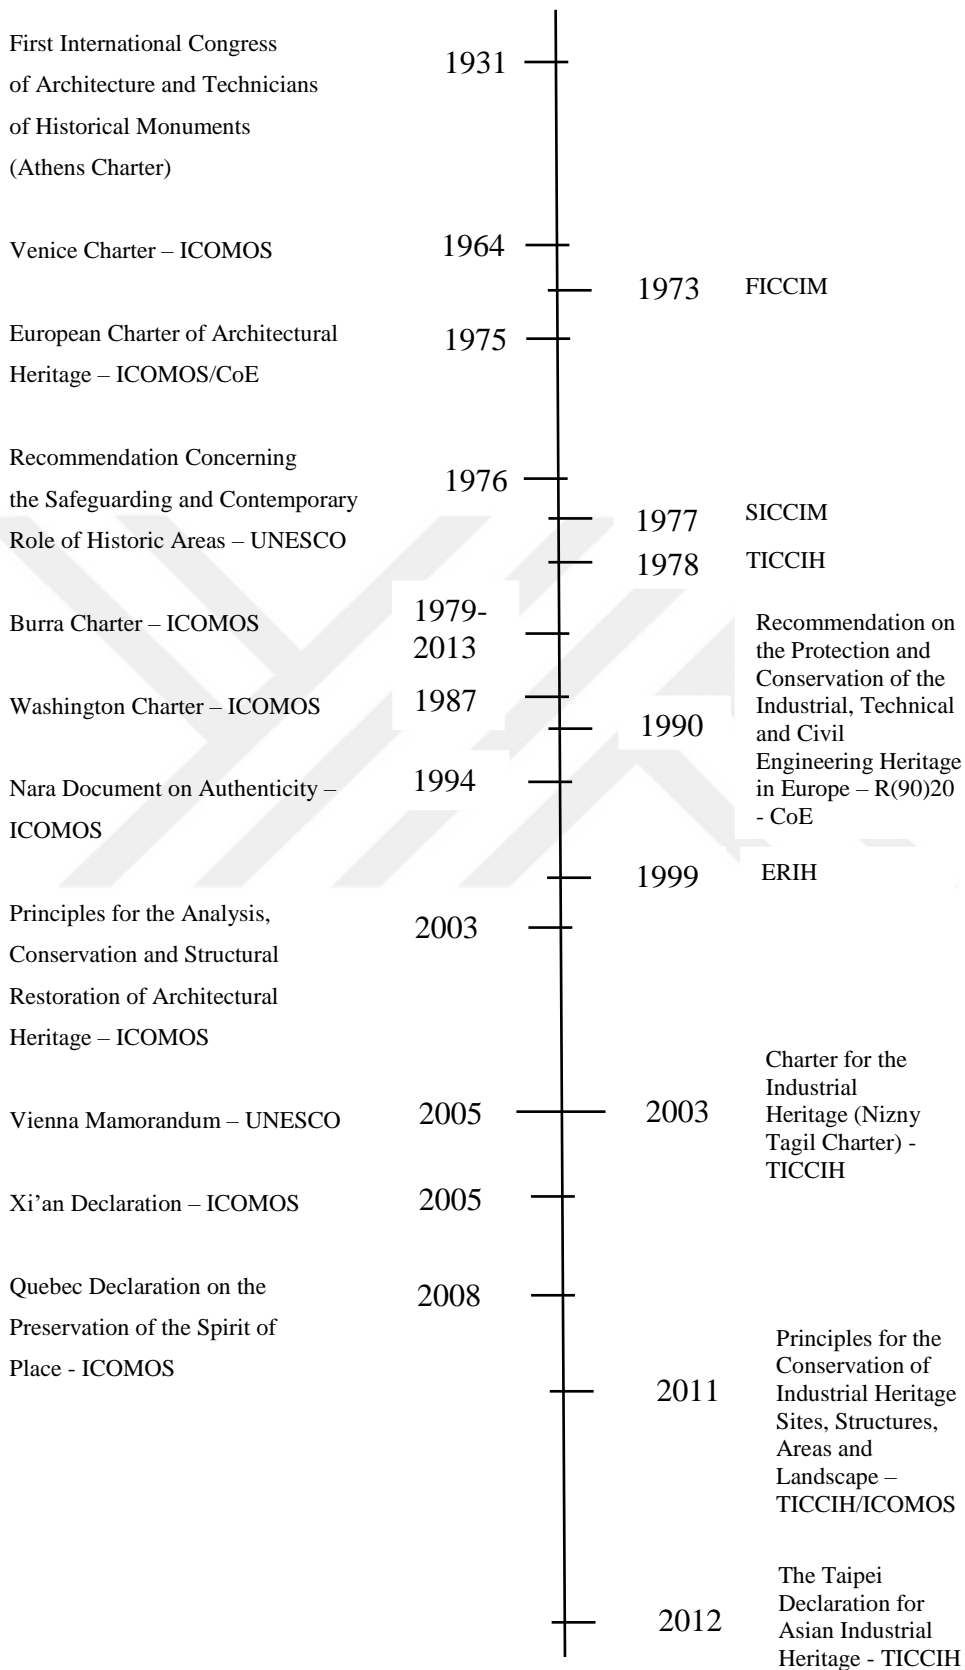 First International Congress
of Architecture and Technicians
of Historical Monuments
(Athens Charter)
1931
Venice Charter – ICOMOS
1964
1973
FICCIM
European Charter of Architectural
Heritage – ICOMOS/CoE
1975
Recommendation Concerning
the Safeguarding and Contemporary
Role of Historic Areas – UNESCO
1976
1977
SICCIM
1978
TICCIH
Burra Charter – ICOMOS
1979-
2013
Washington Charter – ICOMOS
1987
1990
Recommendation on
the Protection and
Conservation of the
Industrial, Technical
and Civil
Engineering Heritage
in Europe – R(90)20
- CoE
Nara Document on Authenticity –
ICOMOS
1994
1999
ERIH
Principles for the Analysis,
Conservation and Structural
Restoration of Architectural
Heritage – ICOMOS
2003
Vienna Mamorandum – UNESCO
2005
2003
Charter for the
Industrial
Heritage (Nizny
Tagil Charter) -
TICCIH
Xi’an Declaration – ICOMOS
2005
Quebec Declaration on the
Preservation of the Spirit of
Place - ICOMOS
2008
2011
Principles for the
Conservation of
Industrial Heritage
Sites, Structures,
Areas and
Landscape –
TICCIH/ICOMOS
2012
The Taipei
Declaration for
Asian Industrial
Heritage - TICCIH